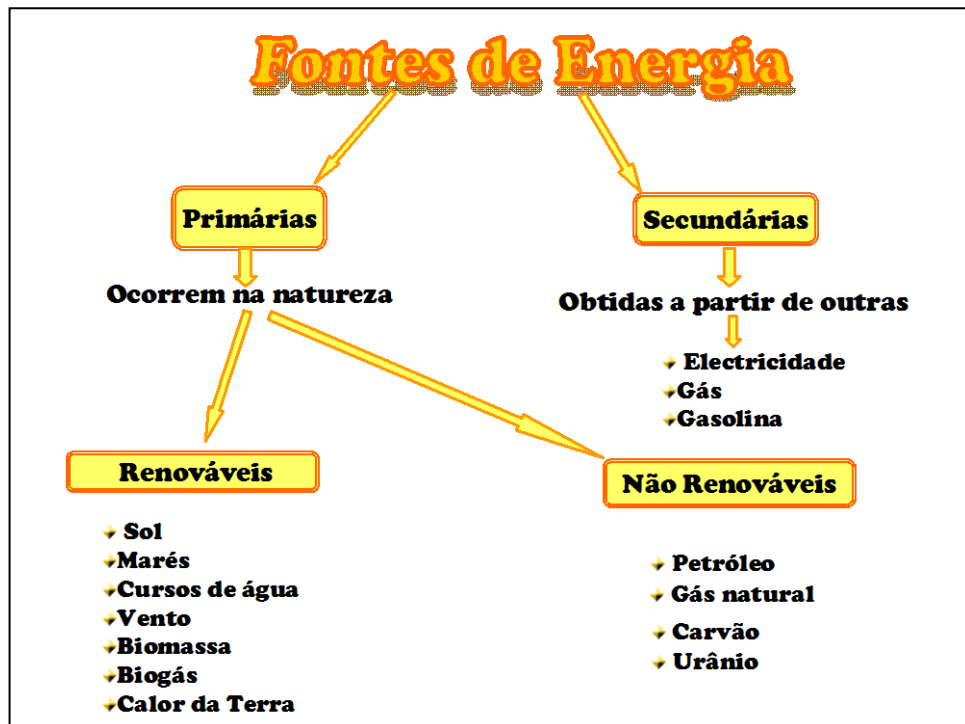 Fontes de Energia
Primárias
Secundárias
Ocorrem na natureza
Obtidas a partir de outras
Electricidade
Gás
Gasolina
Renováveis
Não Renováveis
Sol
Marés
Cursos de água
Vento
Biomassa
Biogás
Calor da Terra
Petróleo
Gás natural
Carvão
Urânio